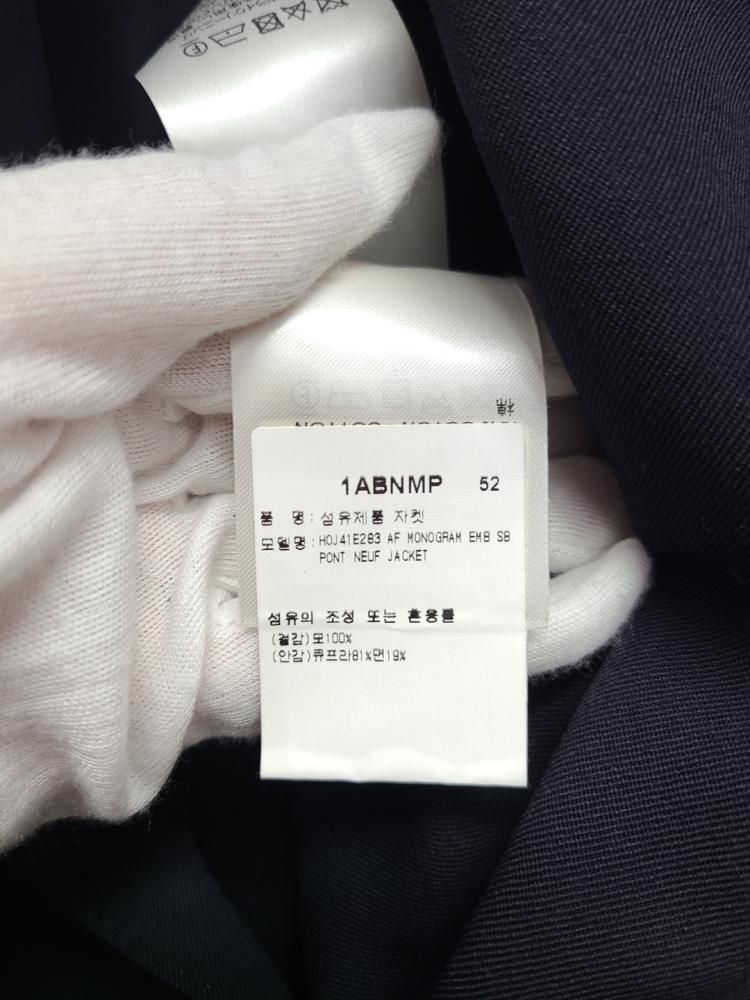 1ABNMP 52
품 명 : 섬유제품 자켓
모델명 : HOJ41E283 AF MONOGRAM EMB SB
PONT NEUF JACKET
섬유의 조성 또는 혼용률
(겉감)모100%
(안감)큐프라81%면19%